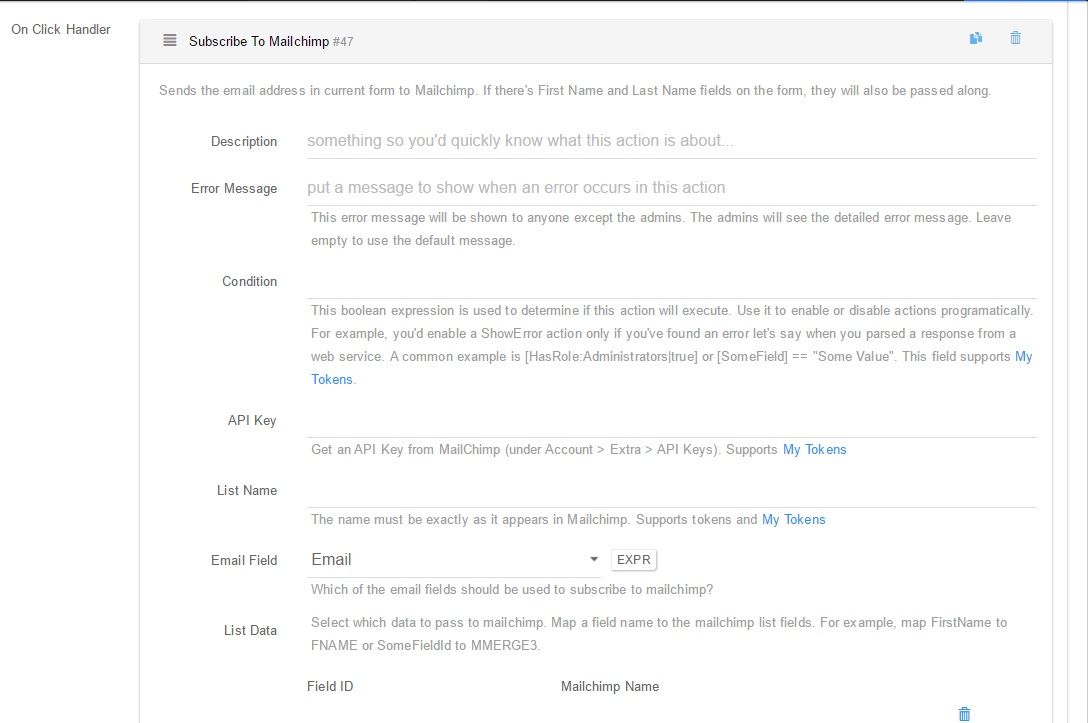 On Click Handler
Subscribe To Mailchimp #47
Sends the email address in current form to Mailchimp. If there's First Name and Last Name fields on the form, they will also be passed along.
Description
something so you'd quickly know what this action is about...
Error Message
put a message to show when an error occurs in this action
This error message will be shown to anyone except the admins. The admins will see the detailed error message. Leave
empty to use the default message.
Condition
This boolean expression is used to determine if this action will execute. Use it to enable or disable actions programatically.
For example, you'd enable a ShowError action only if you've found an error let's say when you parsed a response from a
web service. A common example is [HasRole:Administrators|true] or [SomeField] == "Some Value". This field supports My
Tokens.
API Key
Get an API Key from MailChimp (under Account > Extra > API Keys). Supports My Tokens
List Name
The name must be exactly as it appears in Mailchimp. Supports tokens and My Tokens
Email Field
Email
EXPR
Which of the email fields should be used to subscribe to mailchimp?
List Data
Select which data to pass to mailchimp. Map a field name to the mailchimp list fields. For example, map FirstName to
FNAME or SomeFieldId to MMERGE3.
Field ID
Mailchimp Name